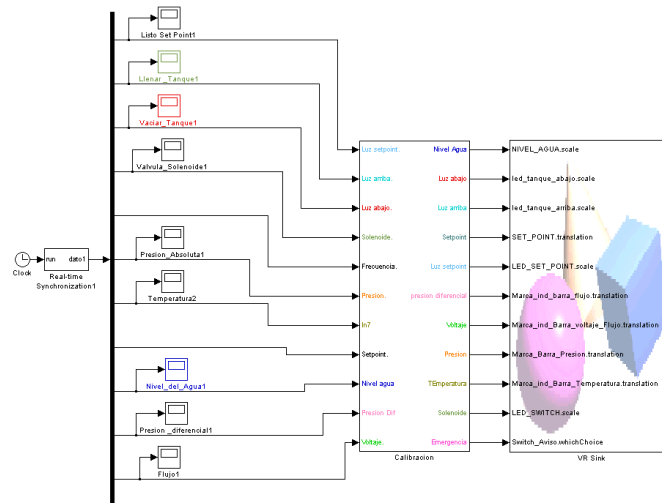 Listo Set Point1
Llenar_Tanque1
Vaciar_Tanque1
Valvula_Solenoide1
Clock
run
dato1
Real-time
Synchronization1
Presion_Absoluta1
Temperatura2
Nivel_del_Agua1
Presion _diferencial1
Flujo1
Luz setpoint.
Luz arriba.
Luz abajo.
Solenoide.
Frecuencia.
Presion.
In7
Setpoint.
Nivel agua
Presion Dif
Voltaje.
Nivel Agua
Luz abajo
Luz arriba
Setpoint
Luz setpoint
presion diferencial
Voltaje
Presion
TEmperatura
Solenoide
Emergencia
Calibracion
NIVEL_AGUA.scale
led_tanque_abajo.scale
led_tanque_arriba.scale
SET_POINT.translation
LED_SET_POINT.scale
Marca_ind_barra_flujo.translation
Marca_ind_Barra_voltaje_Flujo.translation
Marca_Barra_Presion.translation
Marca_ind_Barra_Temperatura.translation
LED_SWITCH.scale
Switch_Aviso.whichChoice
VR Sink